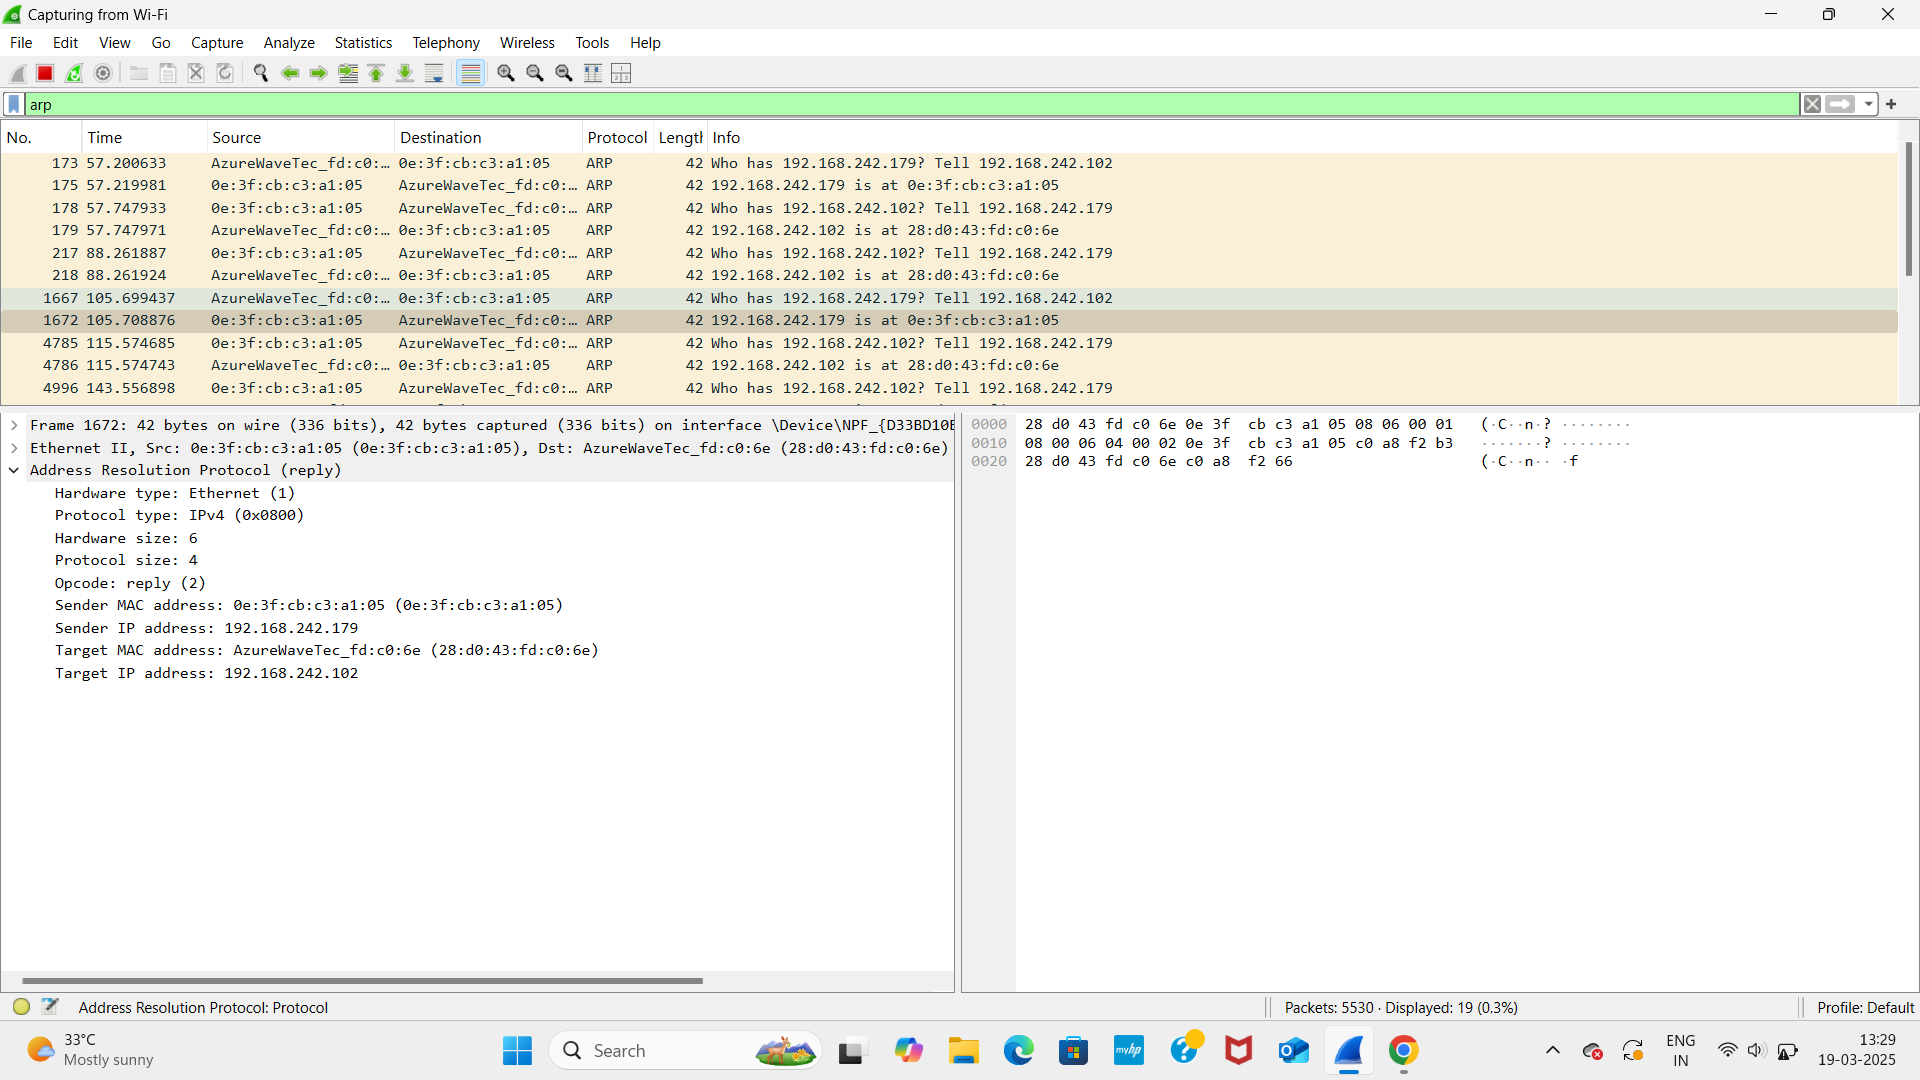 Capturing from Wi-Fi
File Edit View Go Capture Analyze Statistics Telephony Wireless Tools Help
arp
No. Time Source Destination Protocol Length Info
173 57.200633 AzureWaveTec_fd:c0:… 0e:3f:cb:c3:a1:05 ARP 42 Who has 192.168.242.179? Tell 192.168.242.102
175 57.219981 0e:3f:cb:c3:a1:05 AzureWaveTec_fd:c0:… ARP 42 192.168.242.179 is at 0e:3f:cb:c3:a1:05
178 57.747933 0e:3f:cb:c3:a1:05 AzureWaveTec_fd:c0:… ARP 42 Who has 192.168.242.102? Tell 192.168.242.179
179 57.747971 AzureWaveTec_fd:c0:… 0e:3f:cb:c3:a1:05 ARP 42 192.168.242.102 is at 28:d0:43:fd:c0:6e
217 88.261887 0e:3f:cb:c3:a1:05 AzureWaveTec_fd:c0:… ARP 42 Who has 192.168.242.102? Tell 192.168.242.179
218 88.261924 AzureWaveTec_fd:c0:… 0e:3f:cb:c3:a1:05 ARP 42 192.168.242.102 is at 28:d0:43:fd:c0:6e
1667 105.699437 AzureWaveTec_fd:c0:… 0e:3f:cb:c3:a1:05 ARP 42 Who has 192.168.242.179? Tell 192.168.242.102
1672 105.708876 0e:3f:cb:c3:a1:05 AzureWaveTec_fd:c0:… ARP 42 192.168.242.179 is at 0e:3f:cb:c3:a1:05
4785 115.574685 0e:3f:cb:c3:a1:05 AzureWaveTec_fd:c0:… ARP 42 Who has 192.168.242.102? Tell 192.168.242.179
4786 115.574743 AzureWaveTec_fd:c0:… 0e:3f:cb:c3:a1:05 ARP 42 192.168.242.102 is at 28:d0:43:fd:c0:6e
4996 143.556898 0e:3f:cb:c3:a1:05 AzureWaveTec_fd:c0:… ARP 42 Who has 192.168.242.102? Tell 192.168.242.179
Frame 1672: 42 bytes on wire (336 bits), 42 bytes captured (336 bits) on interface \Device\NPF_{D33BD10E
Ethernet II, Src: 0e:3f:cb:c3:a1:05 (0e:3f:cb:c3:a1:05), Dst: AzureWaveTec_fd:c0:6e (28:d0:43:fd:c0:6e)
Address Resolution Protocol (reply)
Hardware type: Ethernet (1)
Protocol type: IPv4 (0x0800)
Hardware size: 6
Protocol size: 4
Opcode: reply (2)
Sender MAC address: 0e:3f:cb:c3:a1:05 (0e:3f:cb:c3:a1:05)
Sender IP address: 192.168.242.179
Target MAC address: AzureWaveTec_fd:c0:6e (28:d0:43:fd:c0:6e)
Target IP address: 192.168.242.102
0000 28 d0 43 fd c0 6e 0e 3f cb c3 a1 05 08 06 00 01 (·C··n·? ········
0010 08 00 06 04 00 02 0e 3f cb c3 a1 05 c0 a8 f2 b3 ·······? ········
0020 28 d0 43 fd c0 6e c0 a8 f2 66 (·C··n·· ·f
Address Resolution Protocol: Protocol
Packets: 5530 · Displayed: 19 (0.3%)
Profile: Default
33°C
Mostly sunny
Search
myhp
ENG
IN
13:29
19-03-2025